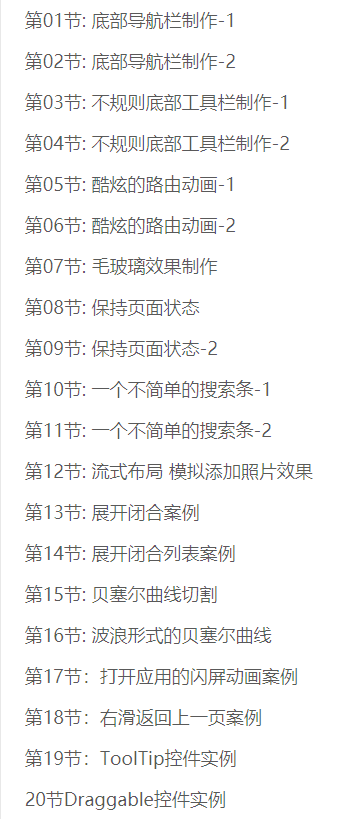 第01节: 底部导航栏制作-1
第02节: 底部导航栏制作-2
第03节: 不规则底部工具栏制作-1
第04节: 不规则底部工具栏制作-2
第05节: 酷炫的路由动画-1
第06节: 酷炫的路由动画-2
第07节: 毛玻璃效果制作
第08节: 保持页面状态
第09节: 保持页面状态-2
第10节: 一个不简单的搜索条-1
第11节: 一个不简单的搜索条-2
第12节: 流式布局 模拟添加照片效果
第13节: 展开闭合案例
第14节: 展开闭合列表案例
第15节: 贝塞尔曲线切割
第16节: 波浪形式的贝塞尔曲线
第17节：打开应用的闪屏动画案例
第18节：右滑返回上一页案例
第19节：ToolTip控件实例
20节Draggable控件实例